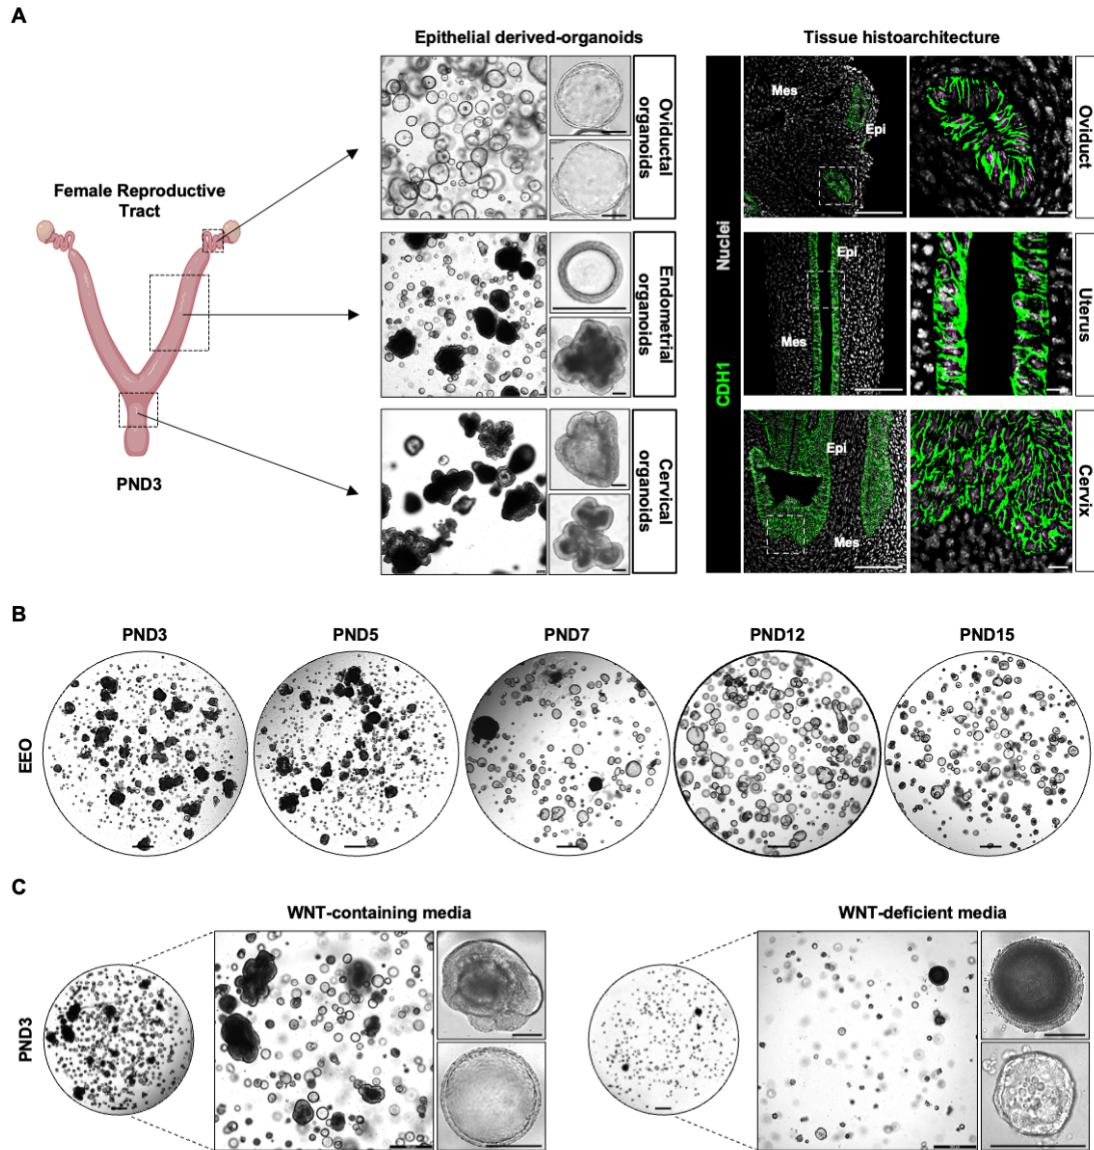 A
Epithelial derived-organoids
Tissue histoarchitecture
Female Reproductive
Tract
PND3
Oviductal
organoids
Endometrial
organoids
Cervical
organoids
CDH1 Nuclei
Mes
Epi
Oviduct
Epi
Mes
Uterus
Epi
Mes
Cervix
B
PND3 PND5 PND7 PND12 PND15
EEO
C
WNT-containing media
WNT-deficient media
PND3